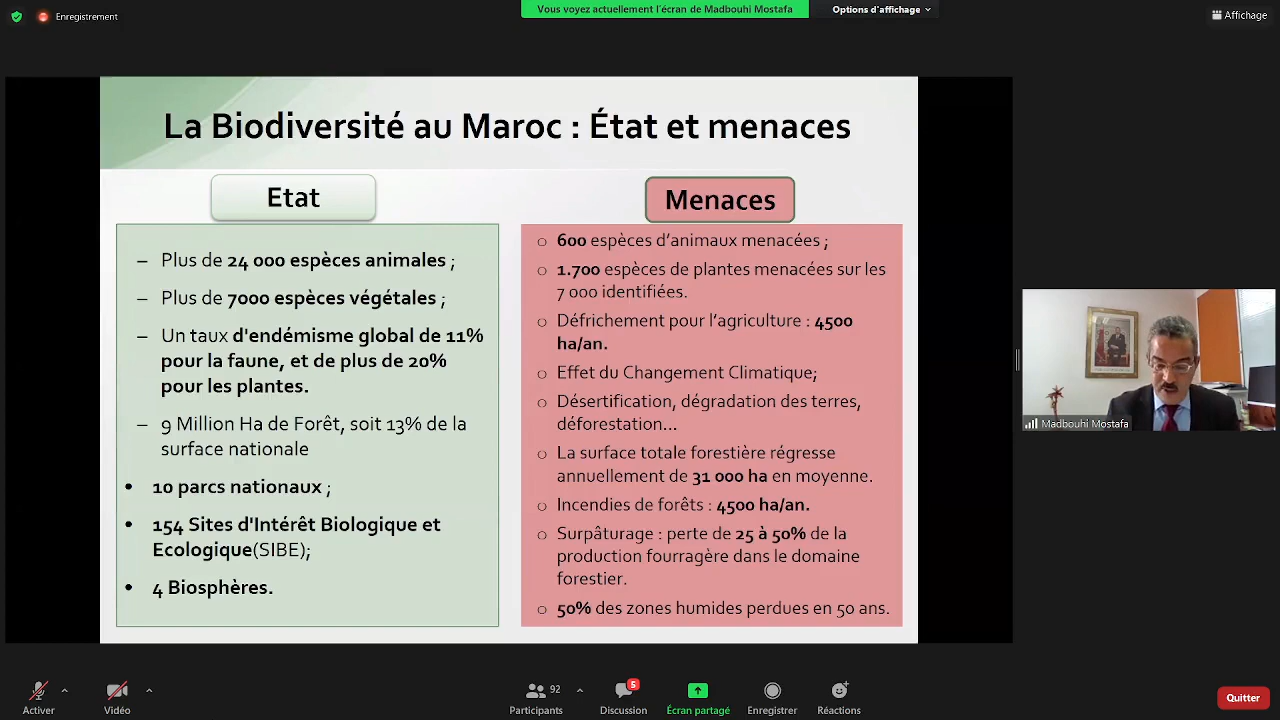 Enregistrement
Vous voyez actuellement l'écran de Madbouhi Mostafa
Options d'affichage
Affichage
La Biodiversité au Maroc : État et menaces
Etat
– Plus de 24 000 espèces animales ;
– Plus de 7000 espèces végétales ;
– Un taux d'endémisme global de 11%
pour la faune, et de plus de 20%
pour les plantes.
– 9 Million Ha de Forêt, soit 13% de la
surface nationale
• 10 parcs nationaux ;
• 154 Sites d'Intérêt Biologique et
Ecologique(SIBE);
• 4 Biosphères.
Menaces
o 600 espèces d’animaux menacées ;
o 1.700 espèces de plantes menacées sur les
7 000 identifiées.
o Défrichement pour l’agriculture : 4500
ha/an.
o Effet du Changement Climatique;
o Désertification, dégradation des terres,
déforestation...
o La surface totale forestière régresse
annuellement de 31 000 ha en moyenne.
o Incendies de forêts : 4500 ha/an.
o Surpâturage : perte de 25 à 50% de la
production fourragère dans le domaine
forestier.
o 50% des zones humides perdues en 50 ans.
Madbouhi Mostafa
Activer
Vidéo
92
Participants
5
Discussion
Écran partagé
Enregistrer
Réactions
Quitter